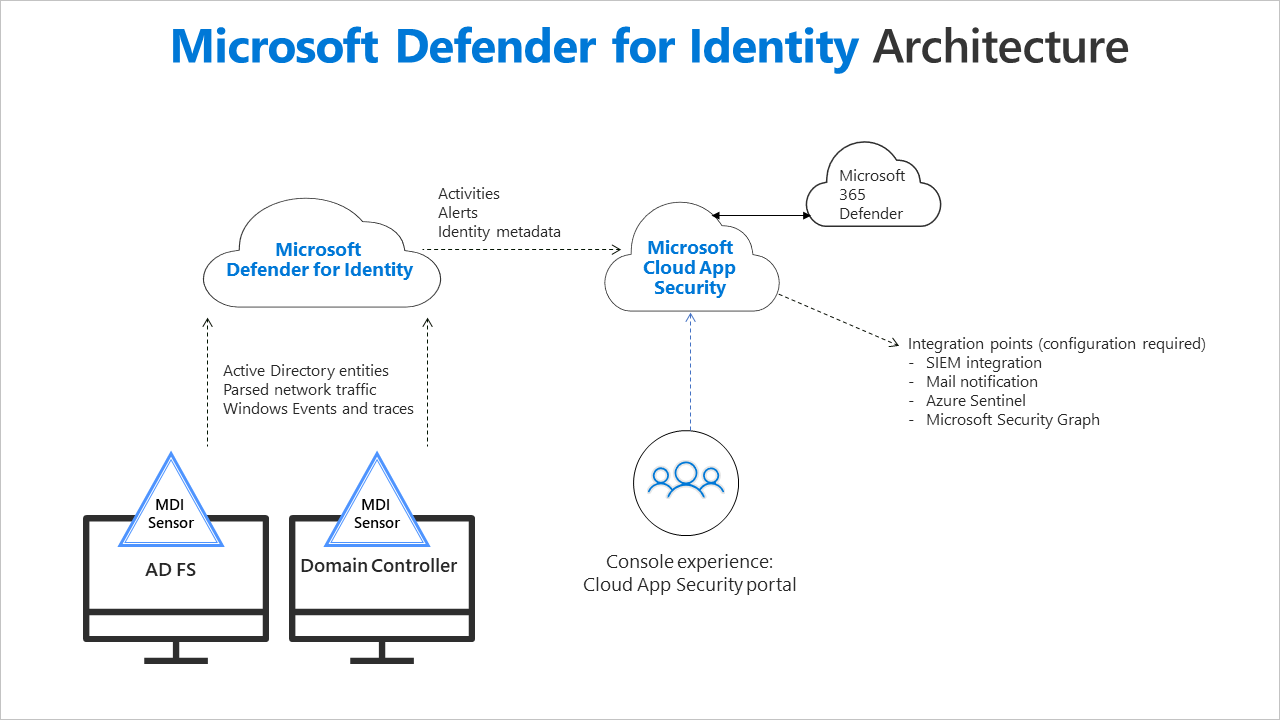 Microsoft Defender for Identity Architecture
Microsoft
365
Defender
Activities
Alerts
Identity metadata
Microsoft
Defender for Identity
Microsoft
Cloud App
Security
Active Directory entities
Parsed network traffic
Windows Events and traces
Integration points (configuration required)
- SIEM integration
- Mail notification
- Azure Sentinel
- Microsoft Security Graph
MDI
Sensor
AD FS
MDI
Sensor
Domain Controller
Console experience:
Cloud App Security portal